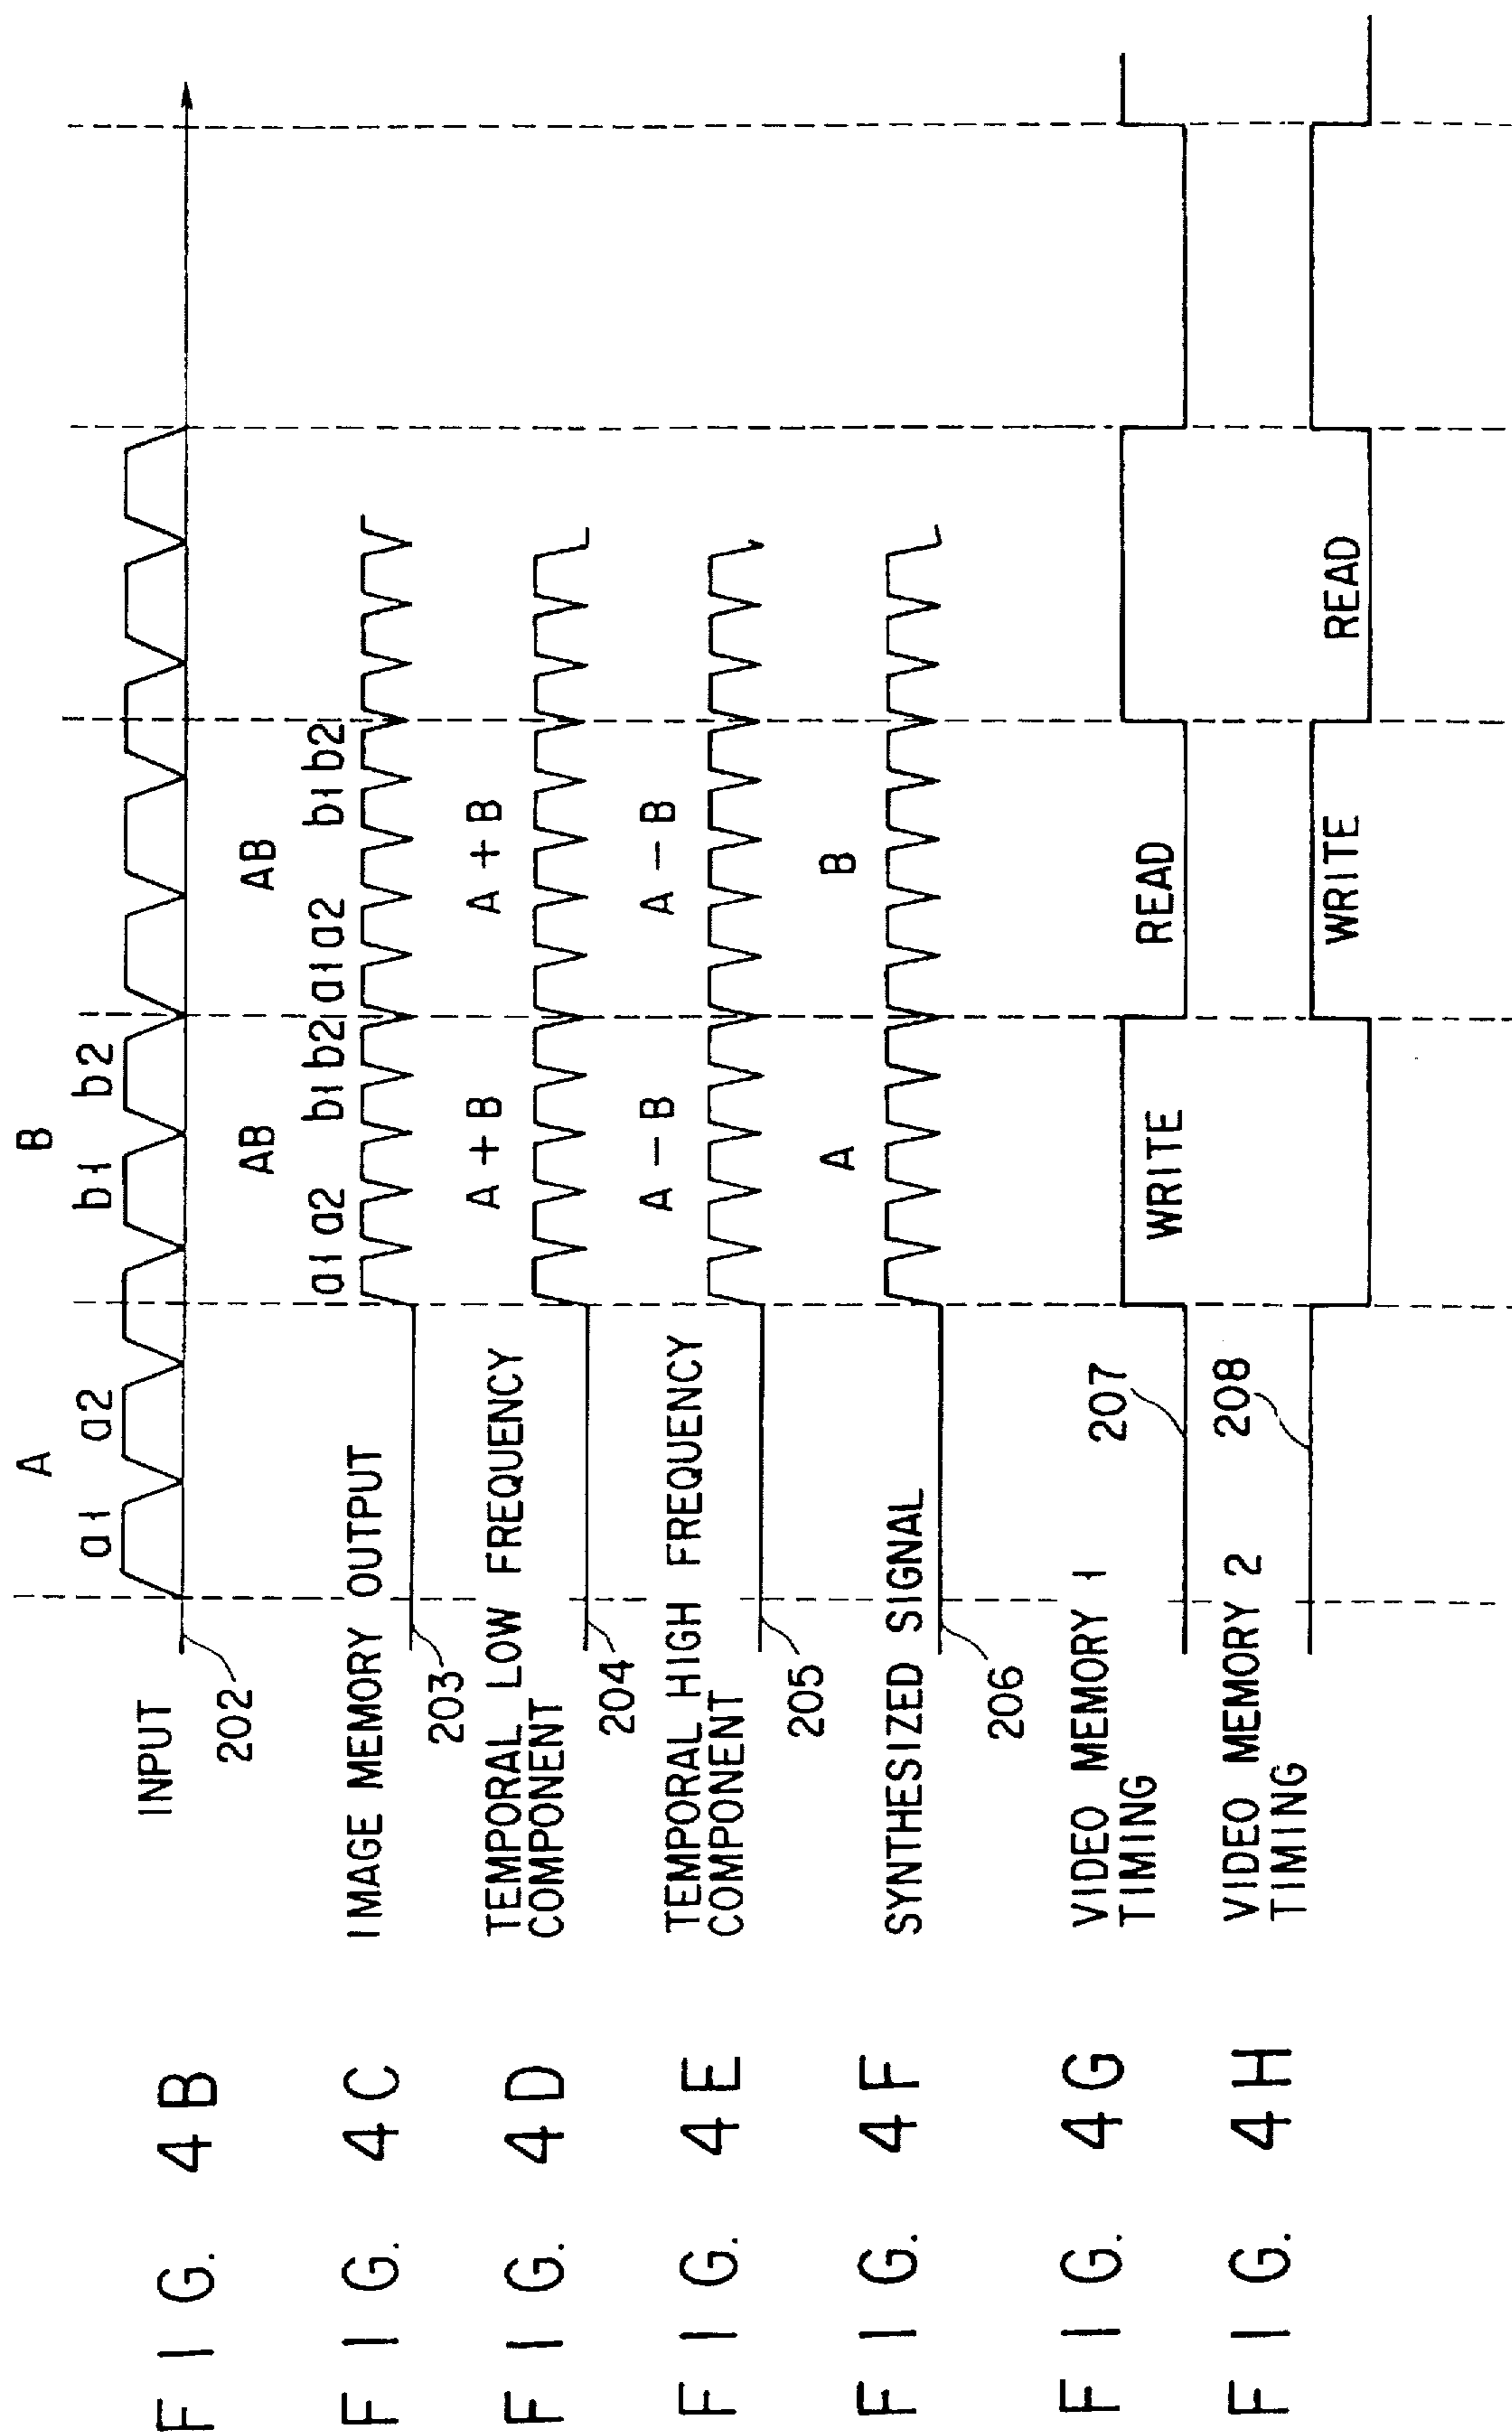 FIG. 4B
INPUT
202
A
B
a1
a2
b1
b2
FIG. 4C
IMAGE MEMORY OUTPUT
203
AB
AB
a1 a2
b1 b2
a1 a2
b1 b2
FIG. 4D
TEMPORAL LOW FREQUENCY
COMPONENT
204
A+B
A+B
FIG. 4E
TEMPORAL HIGH FREQUENCY
COMPONENT
205
A-B
A-B
FIG. 4F
SYNTHESIZED SIGNAL
206
A
B
FIG. 4G
VIDEO MEMORY 1
TIMING
207
WRITE
READ
FIG. 4H
VIDEO MEMORY 2
TIMING
208
WRITE
READ